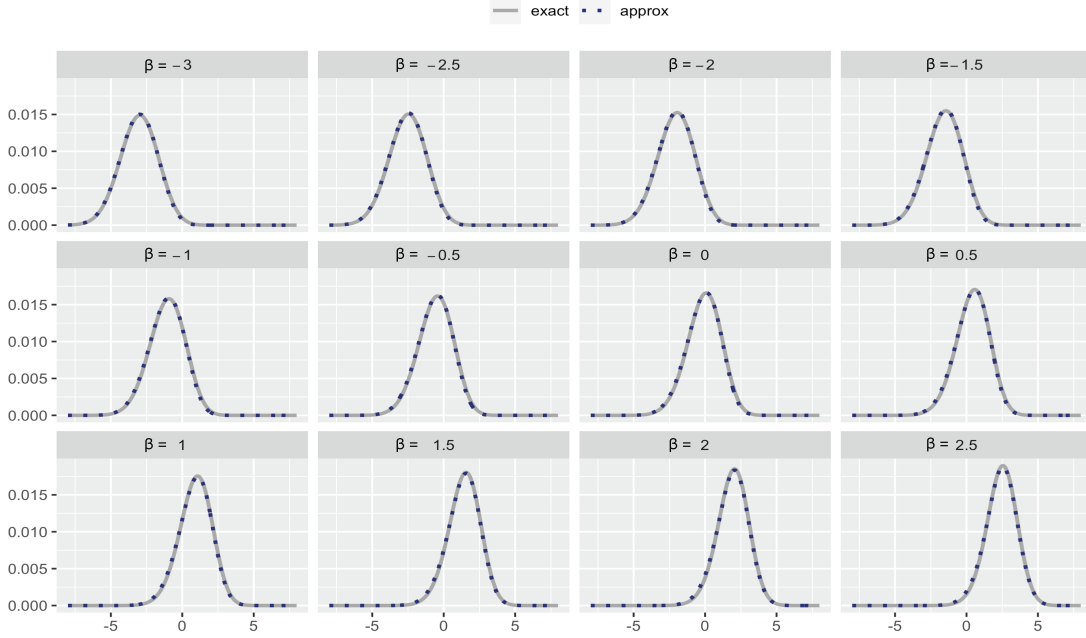 exact approx
β = −3 β = −2.5 β = −2 β =−1.5
0.015
0.010
0.005
0.000
β = −1 β = −0.5 β = 0 β = 0.5
0.015
0.010
0.005
0.000
β = 1 β = 1.5 β = 2 β = 2.5
0.015
0.010
0.005
0.000
-5 0 5 -5 0 5 -5 0 5 -5 0 5